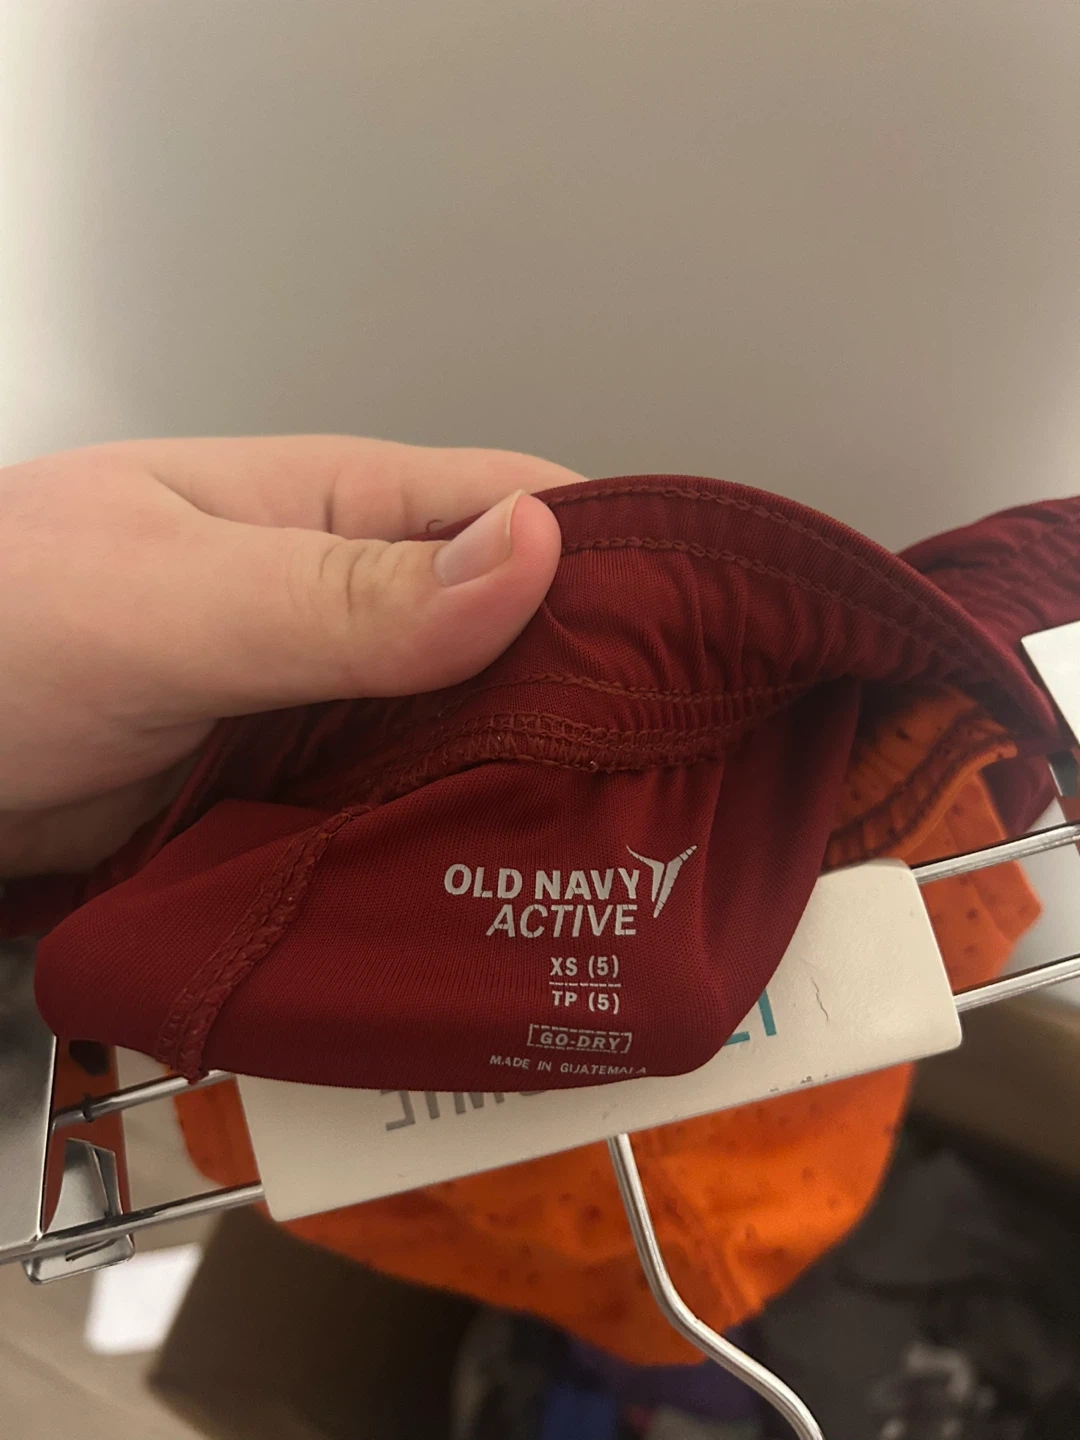 OLD NAVY
ACTIVE
XS (5)
TP (5)
GO-DRY
MADE IN GUATEMALA